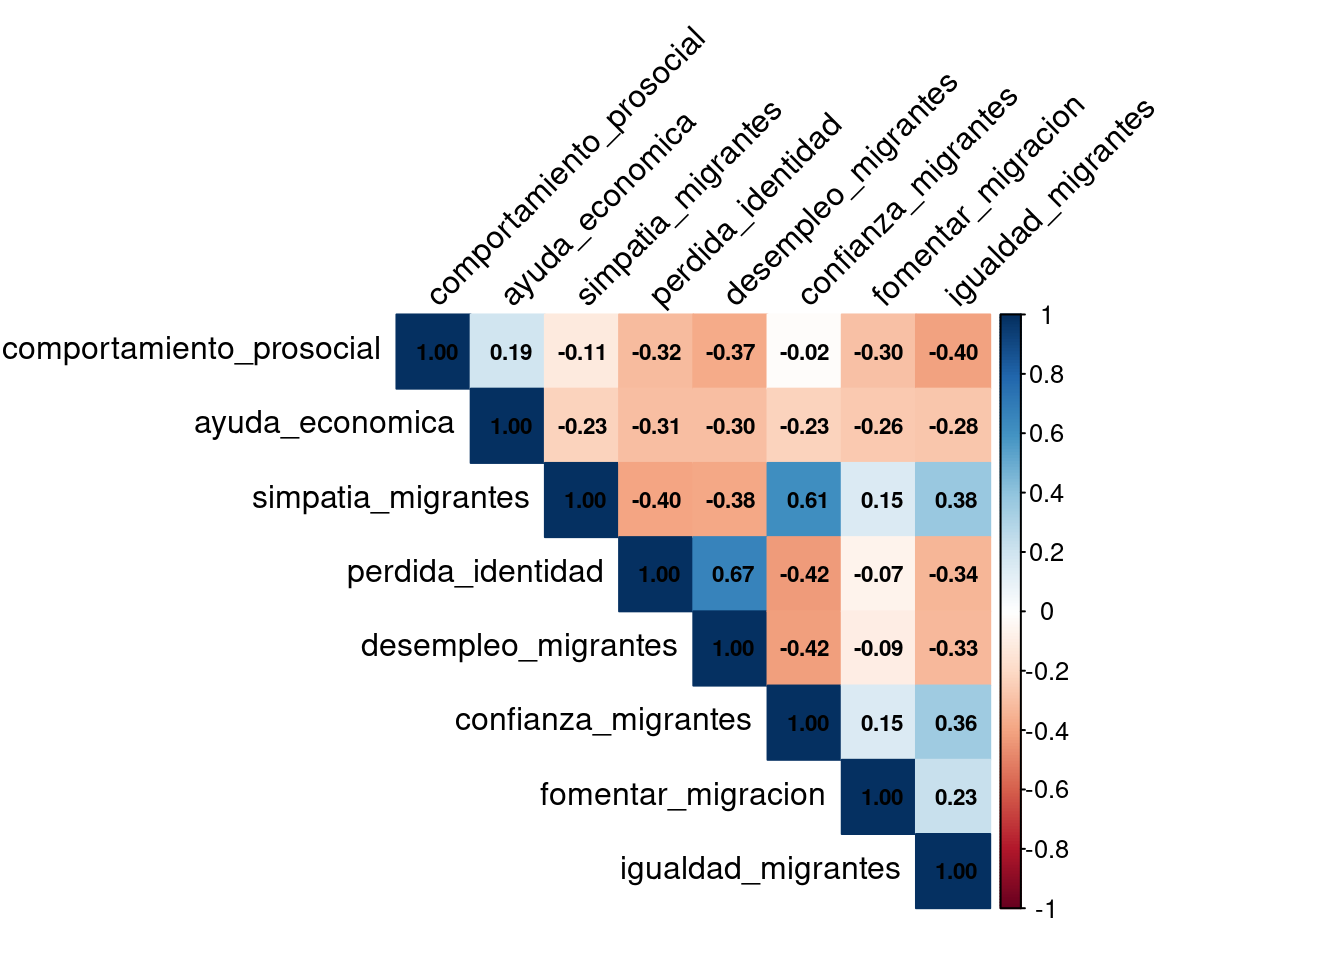 comportamiento_prosocial
ayuda_economica
simpatia_migrantes
perdida_identidad
desempleo_migrantes
confianza_migrantes
fomentar_migracion
igualdad_migrantes
comportamiento_prosocial 1.00 0.19 -0.11 -0.32 -0.37 -0.02 -0.30 -0.40
ayuda_economica 1.00 -0.23 -0.31 -0.30 -0.23 -0.26 -0.28
simpatia_migrantes 1.00 -0.40 -0.38 0.61 0.15 0.38
perdida_identidad 1.00 0.67 -0.42 -0.07 -0.34
desempleo_migrantes 1.00 -0.42 -0.09 -0.33
confianza_migrantes 1.00 0.15 0.36
fomentar_migracion 1.00 0.23
igualdad_migrantes 1.00
1
0.8
0.6
0.4
0.2
0
-0.2
-0.4
-0.6
-0.8
-1